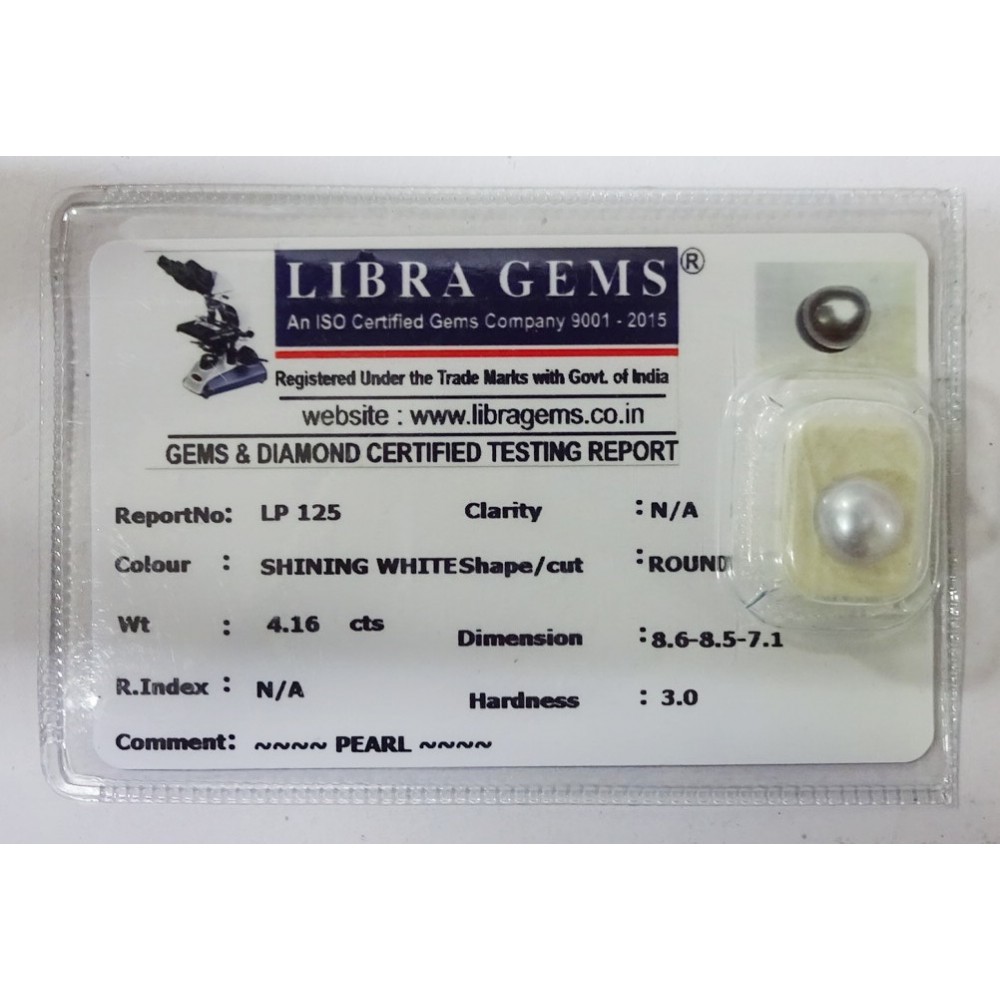 LIBRA GEMS®
An ISO Certified Gems Company 9001 - 2015
Registered Under the Trade Marks with Govt. of India
website : www.libragems.co.in
GEMS & DIAMOND CERTIFIED TESTING REPORT
ReportNo: LP 125 Clarity : N/A
Colour : SHINING WHITE Shape/cut : ROUND
Wt : 4.16 cts Dimension : 8.6-8.5-7.1
R.Index : N/A Hardness : 3.0
Comment: ~~~~ PEARL ~~~~